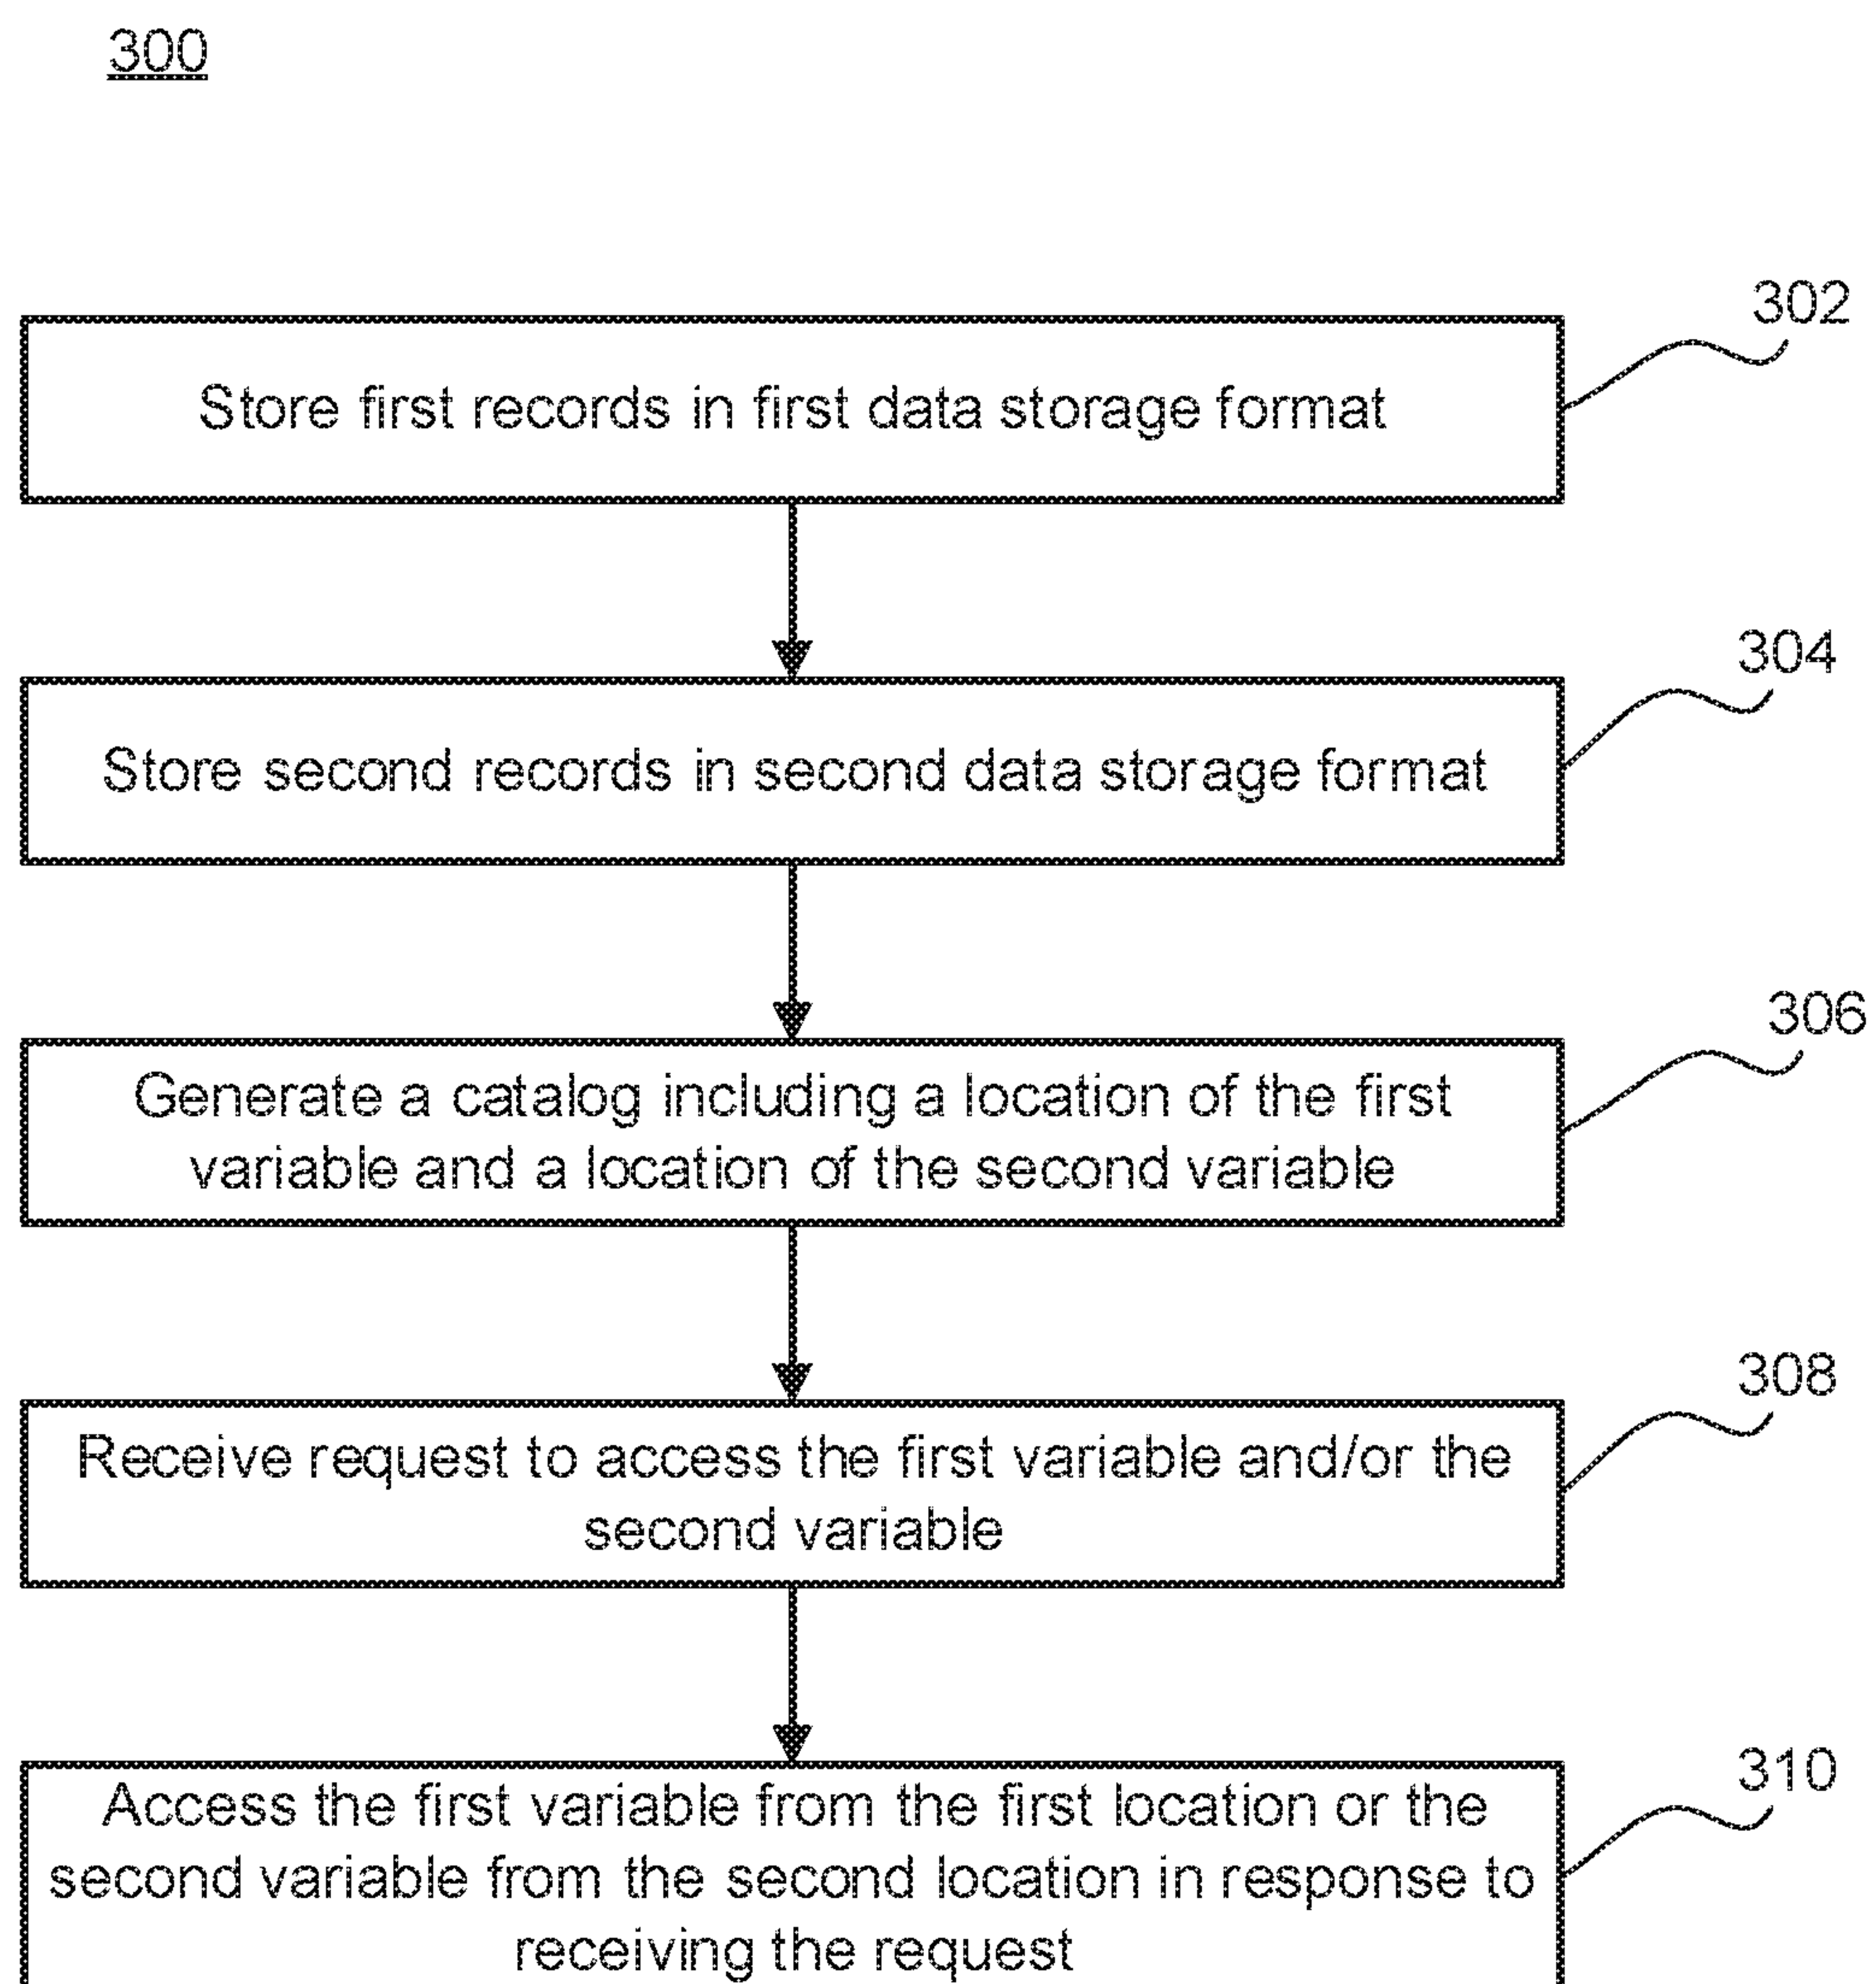 300
302
Store first records in first data storage format
304
Store second records in second data storage format
306
Generate a catalog including a location of the first
variable and a location of the second variable
308
Receive request to access the first variable and/or the
second variable
310
Access the first variable from the first location or the
second variable from the second location in response to
receiving the request